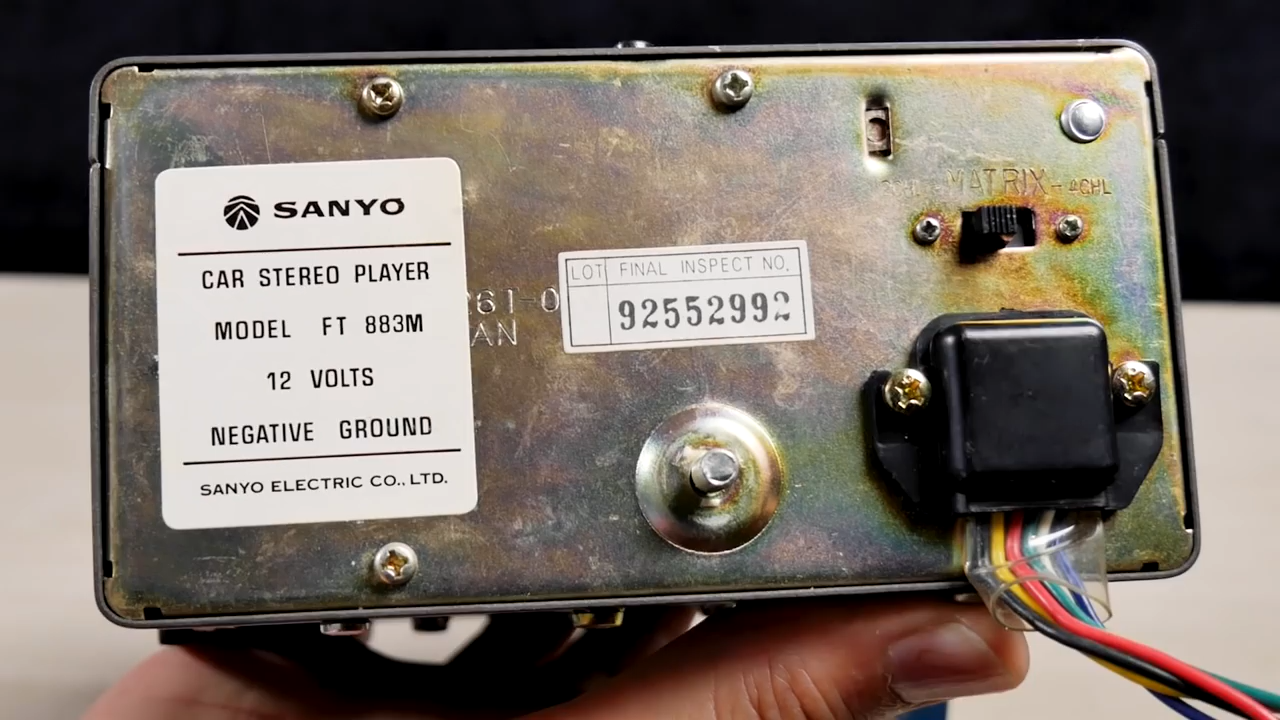 SANYO
CAR STEREO PLAYER
MODEL FT 883M
12 VOLTS
NEGATIVE GROUND
SANYO ELECTRIC CO., LTD.
LOT FINAL INSPECT NO.
92552992
MATRIX - 4CHL